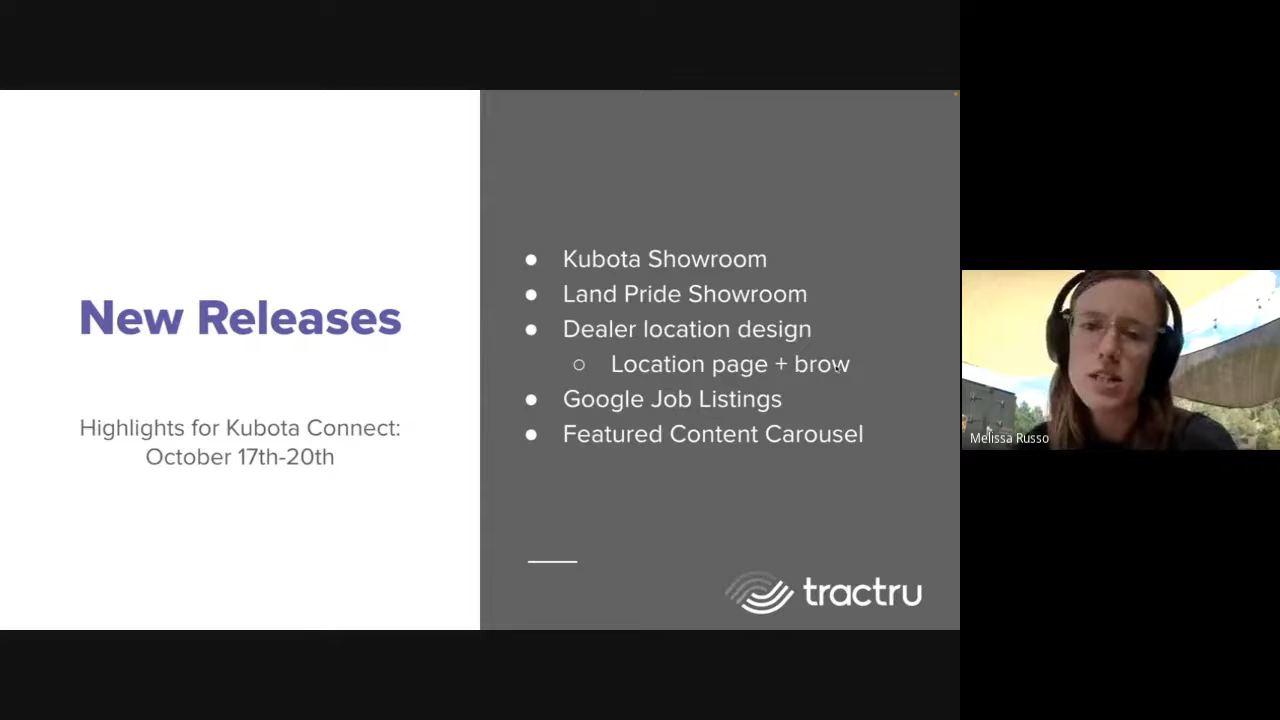 New Releases
Highlights for Kubota Connect:
October 17th-20th
Kubota Showroom
Land Pride Showroom
Dealer location design
Location page + brow
Google Job Listings
Featured Content Carousel
tractru
Melissa Russo